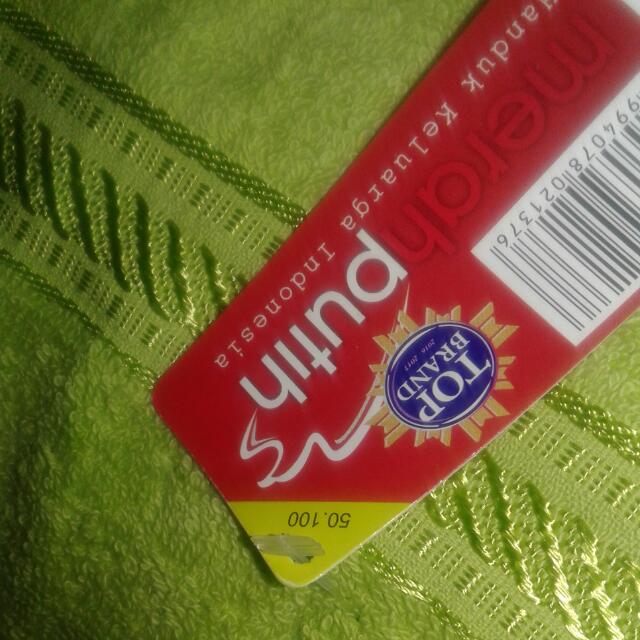 merahputih
Handuk Keluarga Indonesia
TOP
BRAND
50.100